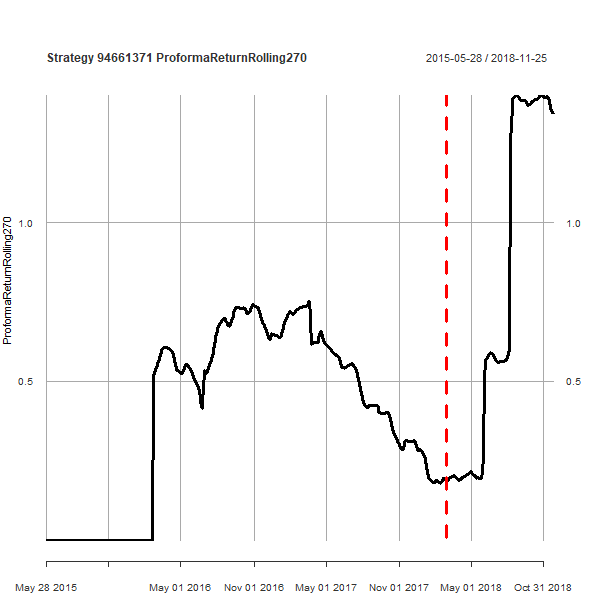 Strategy 94661371 ProformaReturnRolling270
2015-05-28 / 2018-11-25
ProformaReturnRolling270
1.0
1.0
0.5
0.5
May 28 2015
May 01 2016
Nov 01 2016
May 01 2017
Nov 01 2017
May 01 2018
Oct 31 2018